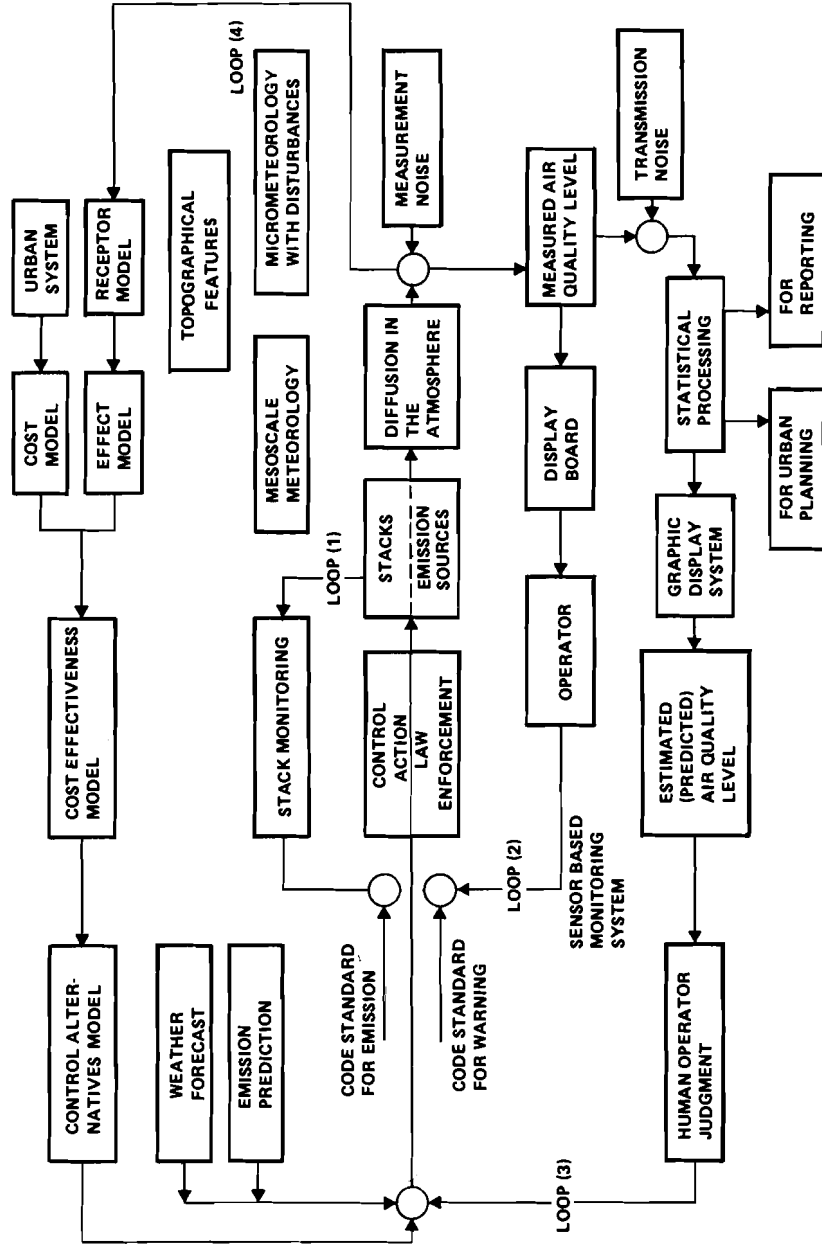 URBAN
SYSTEM
COST
MODEL
RECEPTOR
MODEL
EFFECT
MODEL
COST EFFECTIVENESS
MODEL
CONTROL ALTER-
NATIVES MODEL
LOOP (4)
TOPOGRAPHICAL
FEATURES
MICROMETEOROLOGY
WITH DISTURBANCES
MESOSCALE
METEOROLOGY
WEATHER
FORECAST
EMISSION
PREDICTION
STACK MONITORING
LOOP (1)
CODE STANDARD
FOR EMISSION
CONTROL
ACTION
LAW
ENFORCEMENT
STACKS
EMISSION
SOURCES
DIFFUSION IN
THE
ATMOSPHERE
MEASUREMENT
NOISE
CODE STANDARD
FOR WARNING
LOOP (2)
SENSOR BASED
MONITORING
SYSTEM
OPERATOR
DISPLAY
BOARD
MEASURED AIR
QUALITY LEVEL
TRANSMISSION
NOISE
LOOP (3)
HUMAN OPERATOR
JUDGMENT
ESTIMATED
(PREDICTED)
AIR QUALITY
LEVEL
GRAPHIC
DISPLAY
SYSTEM
STATISTICAL
PROCESSING
FOR URBAN
PLANNING
FOR
REPORTING